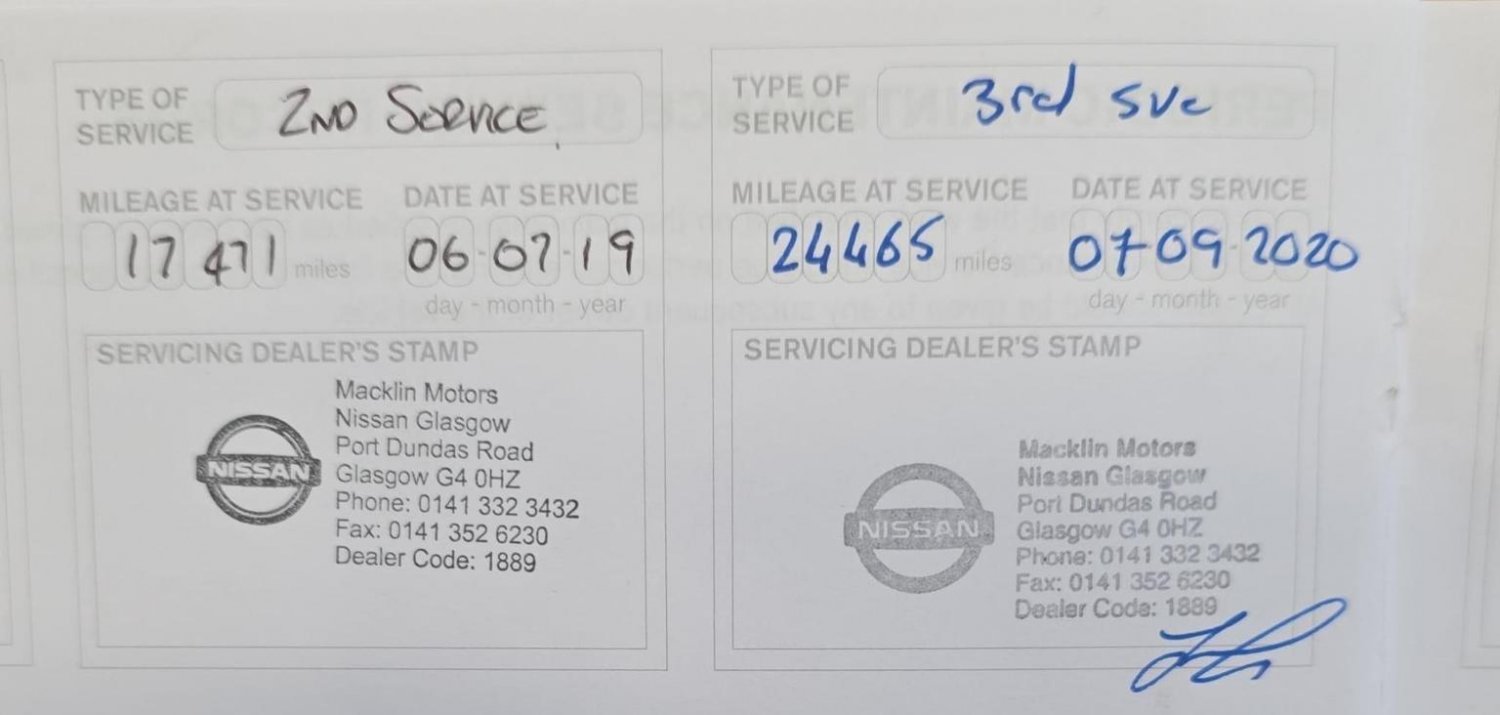 TYPE OF
SERVICE
2ND SERVICE
MILEAGE AT SERVICE
DATE AT SERVICE
17 471 miles
06-07-19
day - month - year
SERVICING DEALER'S STAMP
NISSAN
Macklin Motors
Nissan Glasgow
Port Dundas Road
Glasgow G4 0HZ
Phone: 0141 332 3432
Fax: 0141 352 6230
Dealer Code: 1889
TYPE OF
SERVICE
3rd svc
MILEAGE AT SERVICE
DATE AT SERVICE
24465 miles
07-09-2020
day - month - year
SERVICING DEALER'S STAMP
NISSAN
Macklin Motors
Nissan Glasgow
Port Dundas Road
Glasgow G4 0HZ
Phone: 0141 332 3432
Fax: 0141 352 6230
Dealer Code: 1889